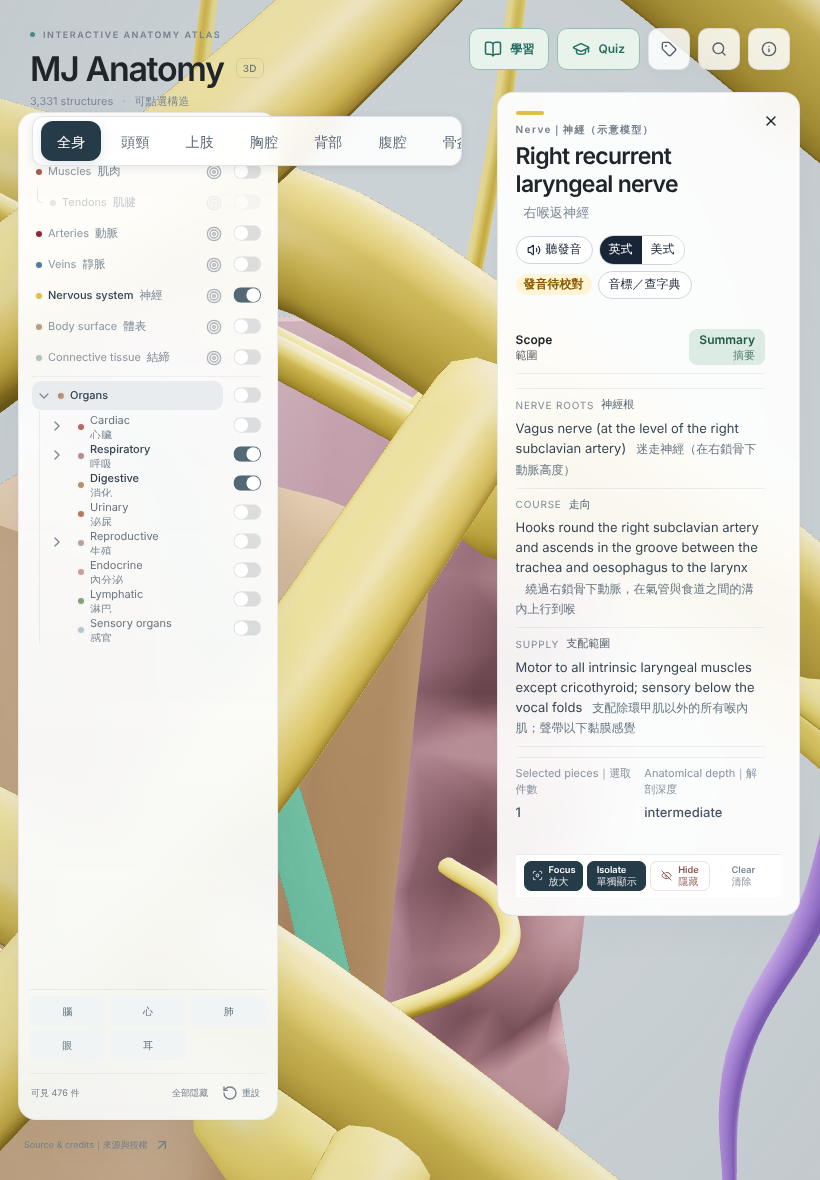 INTERACTIVE ANATOMY ATLAS
MJ Anatomy 3D
3,331 structures · 可點選構造
學習
Quiz
全身 頭頸 上肢 胸腔 背部 腹腔
Muscles 肌肉
Tendons 肌腱
Arteries 動脈
Veins 靜脈
Nervous system 神經
Body surface 體表
Connective tissue 結締
Organs
Cardiac
心臟
Respiratory
呼吸
Digestive
消化
Urinary
泌尿
Reproductive
生殖
Endocrine
內分泌
Lymphatic
淋巴
Sensory organs
感官
腦 心 肺
眼 耳
可見 476 件 全部隱藏 重設
Source & credits｜來源與授權
Nerve｜神經（示意模型）
Right recurrent
laryngeal nerve
右喉返神經
聽發音 英式 美式
發音待校對 音標／查字典
Scope
範圍
Summary
摘要
NERVE ROOTS 神經根
Vagus nerve (at the level of the right
subclavian artery) 迷走神經（在右鎖骨下
動脈高度）
COURSE 走向
Hooks round the right subclavian artery
and ascends in the groove between the
trachea and oesophagus to the larynx
繞過右鎖骨下動脈，在氣管與食道之間的溝
內上行到喉
SUPPLY 支配範圍
Motor to all intrinsic laryngeal muscles
except cricothyroid; sensory below the
vocal folds 支配除環甲肌以外的所有喉內
肌；聲帶以下黏膜感覺
Selected pieces｜選取
件數
1
Anatomical depth｜解
剖深度
intermediate
Focus
放大
Isolate
單獨顯示
Hide
隱藏
Clear
清除